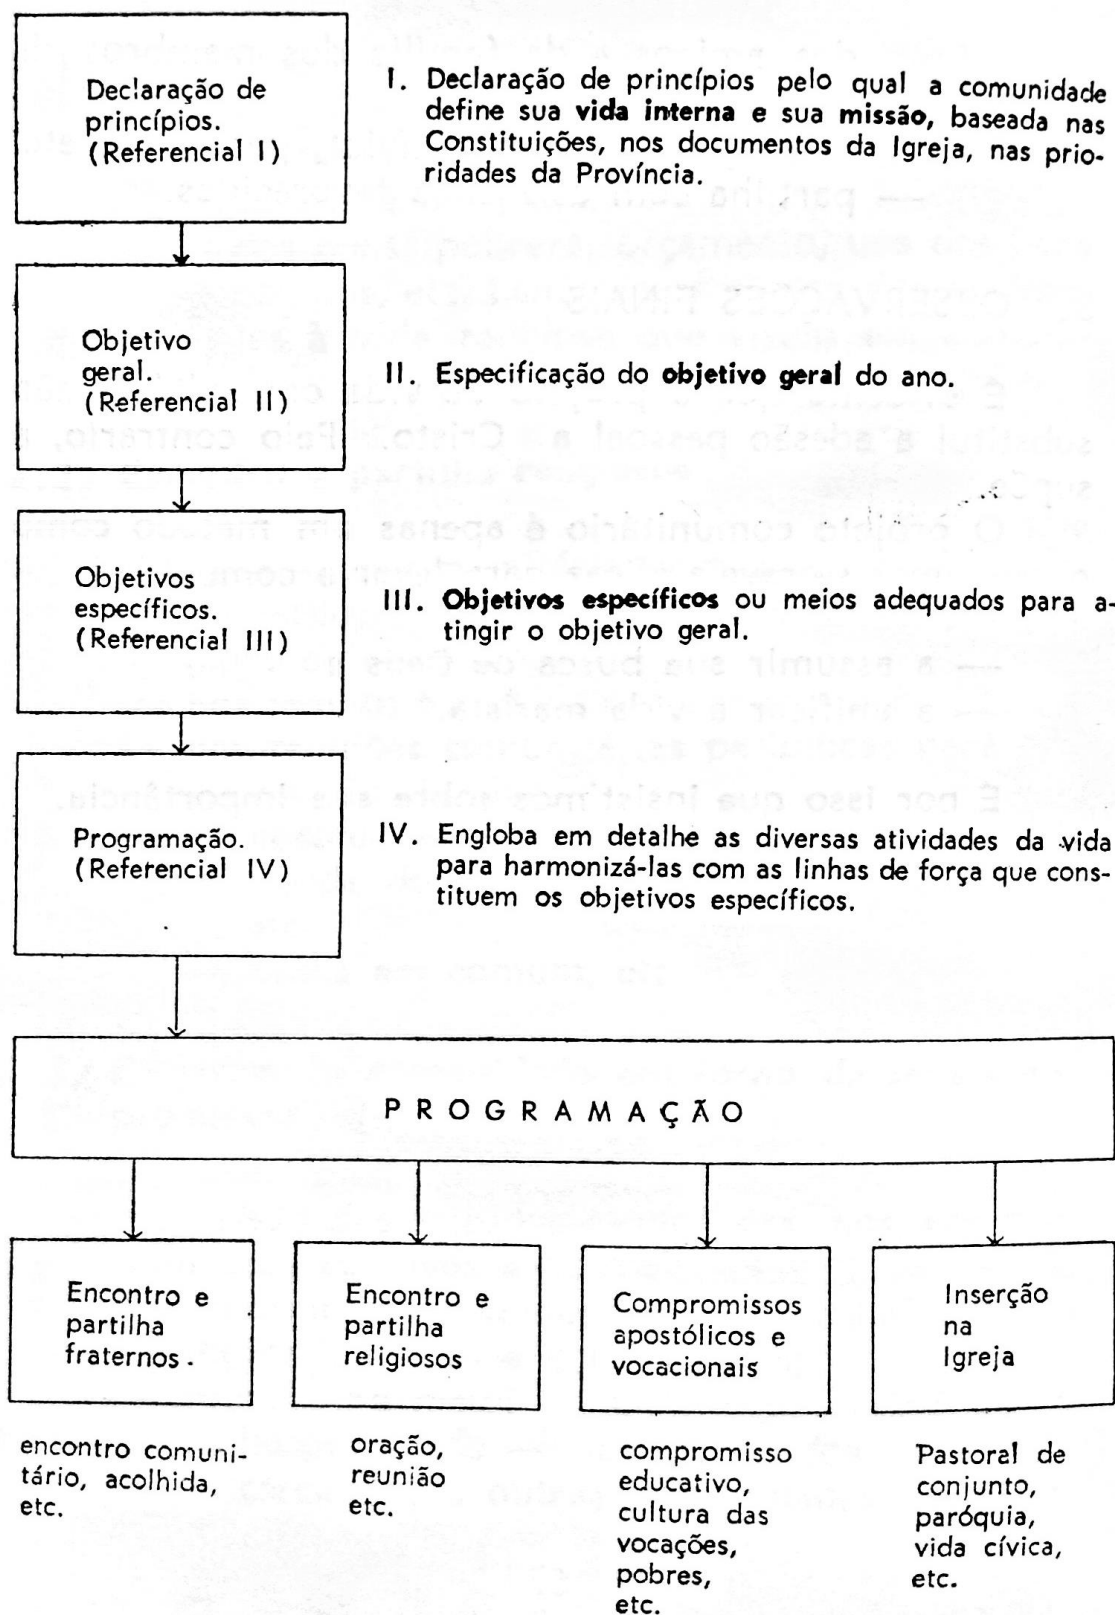 Declaração de
princípios.
(Referencial I)
I. Declaração de princípios pelo qual a comunidade
define sua vida interna e sua missão, baseada nas
Constituições, nos documentos da Igreja, nas prio-
ridades da Província.
Objetivo
geral.
(Referencial II)
II. Especificação do objetivo geral do ano.
Objetivos
específicos.
(Referencial III)
III. Objetivos específicos ou meios adequados para a-
tingir o objetivo geral.
Programação.
(Referencial IV)
IV. Engloba em detalhe as diversas atividades da vida
para harmonizá-las com as linhas de força que cons-
tituem os objetivos específicos.
PROGRAMAÇÃO
Encontro e
partilha
fraternos.
encontro comuni-
tário, acolhida,
etc.
Encontro e
partilha
religiosos
oração,
reunião
etc.
Compromissos
apostólicos e
vocacionais
compromisso
educativo,
cultura das
vocações,
pobres,
etc.
Inserção
na
Igreja
Pastoral de
conjunto,
paróquia,
vida cívica,
etc.